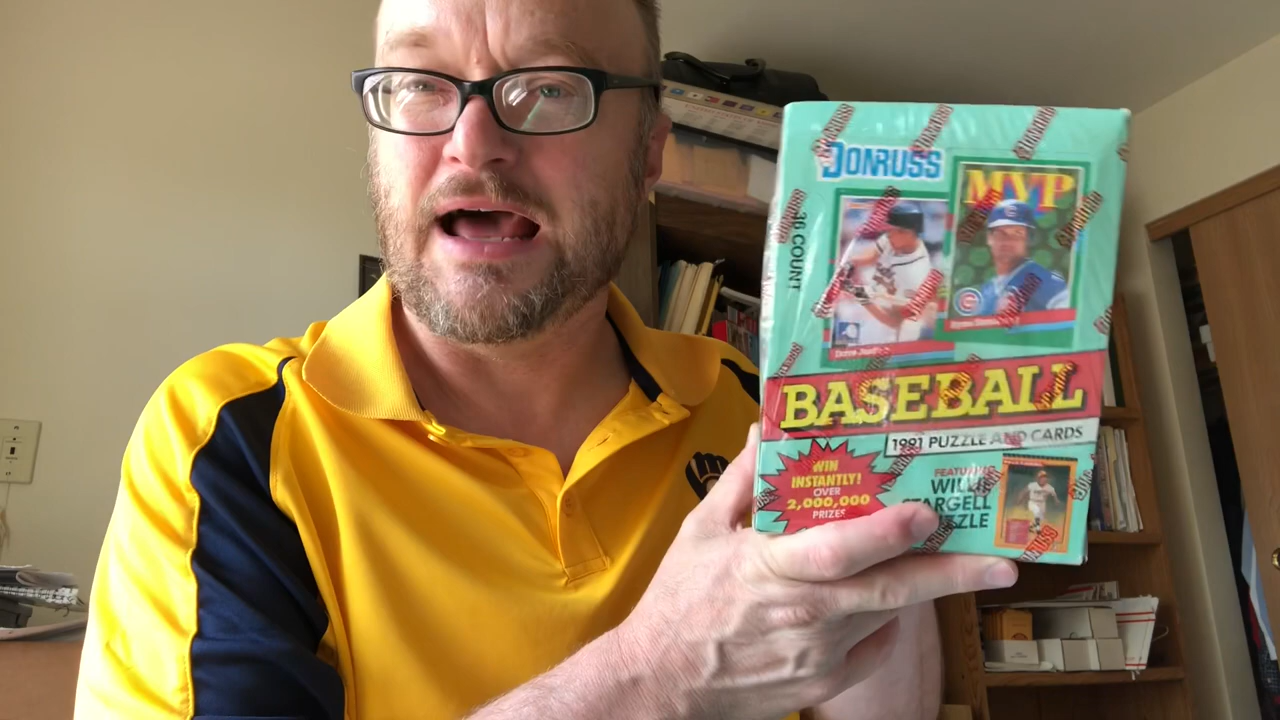 DONRUSS
MVP
36 COUNT
BASEBALL
1991 PUZZLE AND CARDS
WIN
INSTANTLY!
OVER
2,000,000
PRIZES
FEATURING
WILLIE
STARGELL
PUZZLE